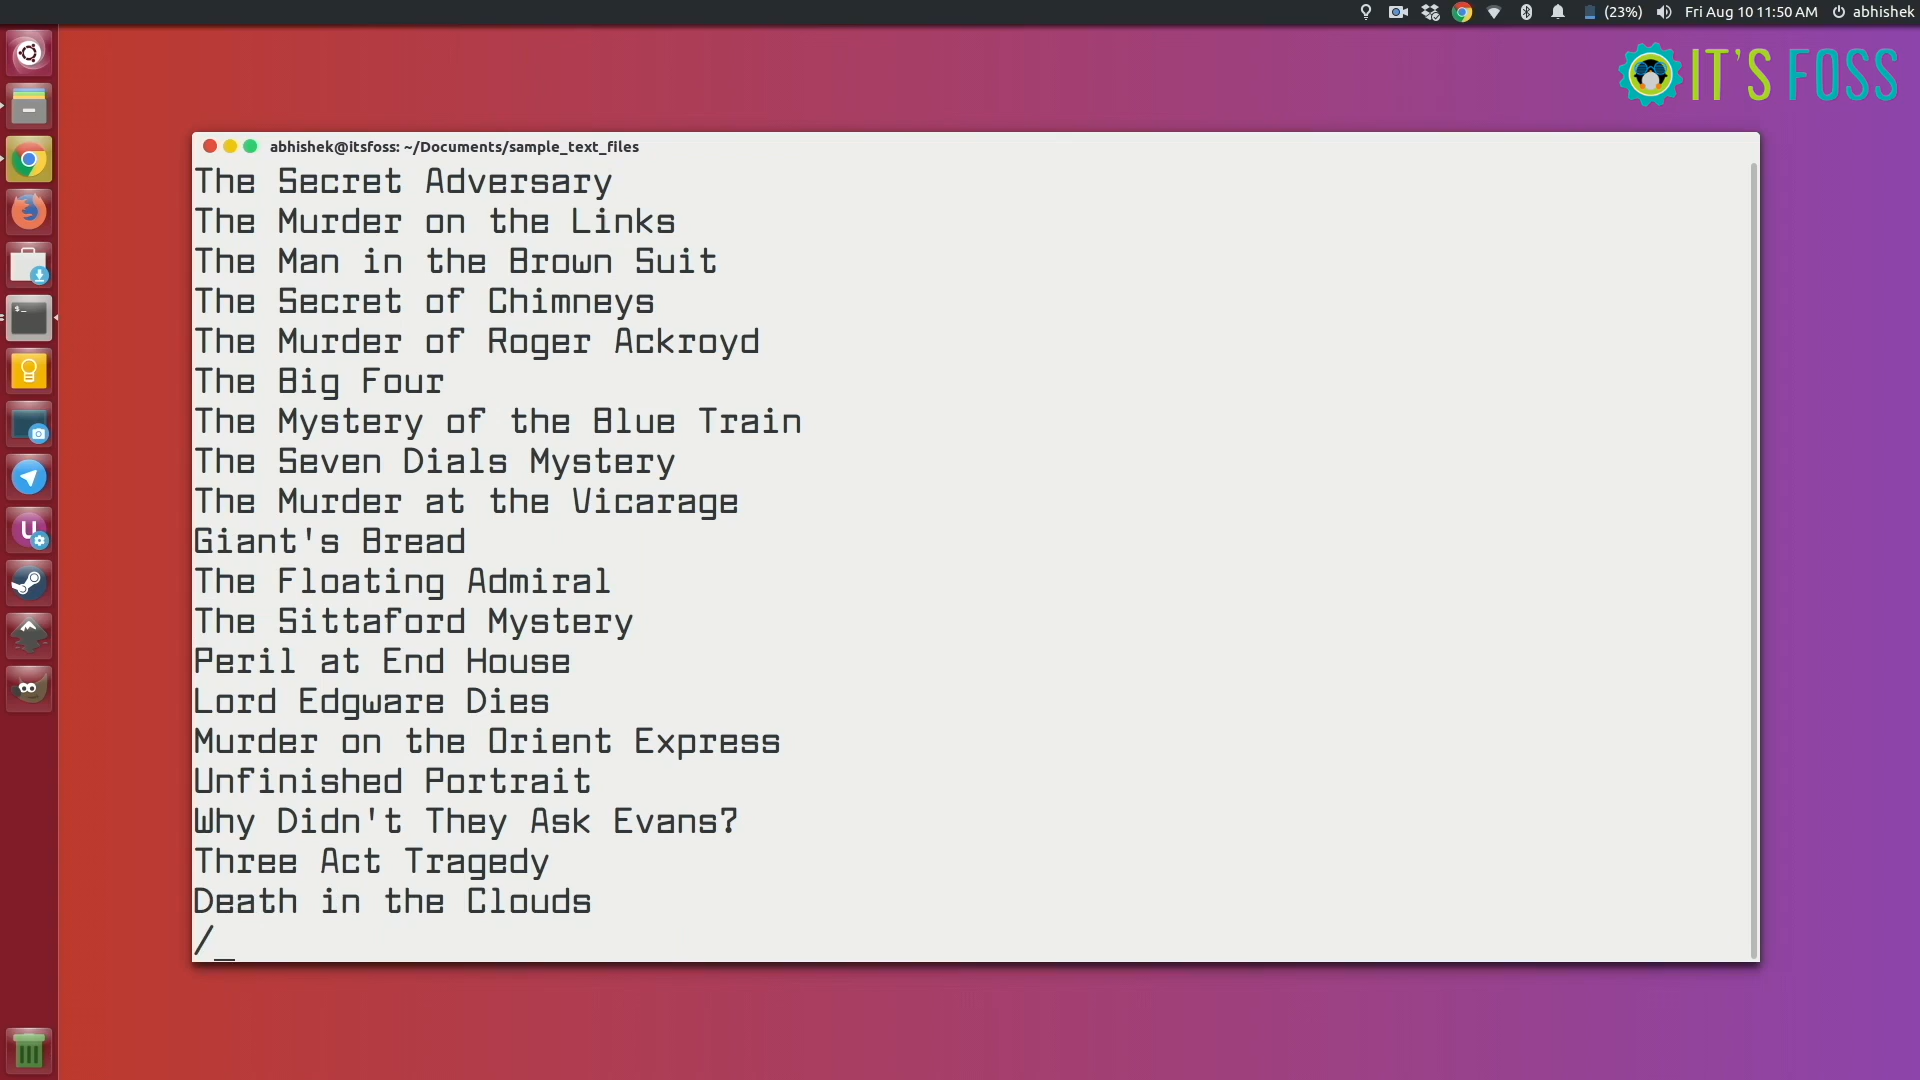 (23%) Fri Aug 10 11:50 AM abhishek
IT'S FOSS
abhishek@itsfoss: ~/Documents/sample_text_files
The Secret Adversary
The Murder on the Links
The Man in the Brown Suit
The Secret of Chimneys
The Murder of Roger Ackroyd
The Big Four
The Mystery of the Blue Train
The Seven Dials Mystery
The Murder at the Vicarage
Giant's Bread
The Floating Admiral
The Sittaford Mystery
Peril at End House
Lord Edgware Dies
Murder on the Orient Express
Unfinished Portrait
Why Didn't They Ask Evans?
Three Act Tragedy
Death in the Clouds
/_